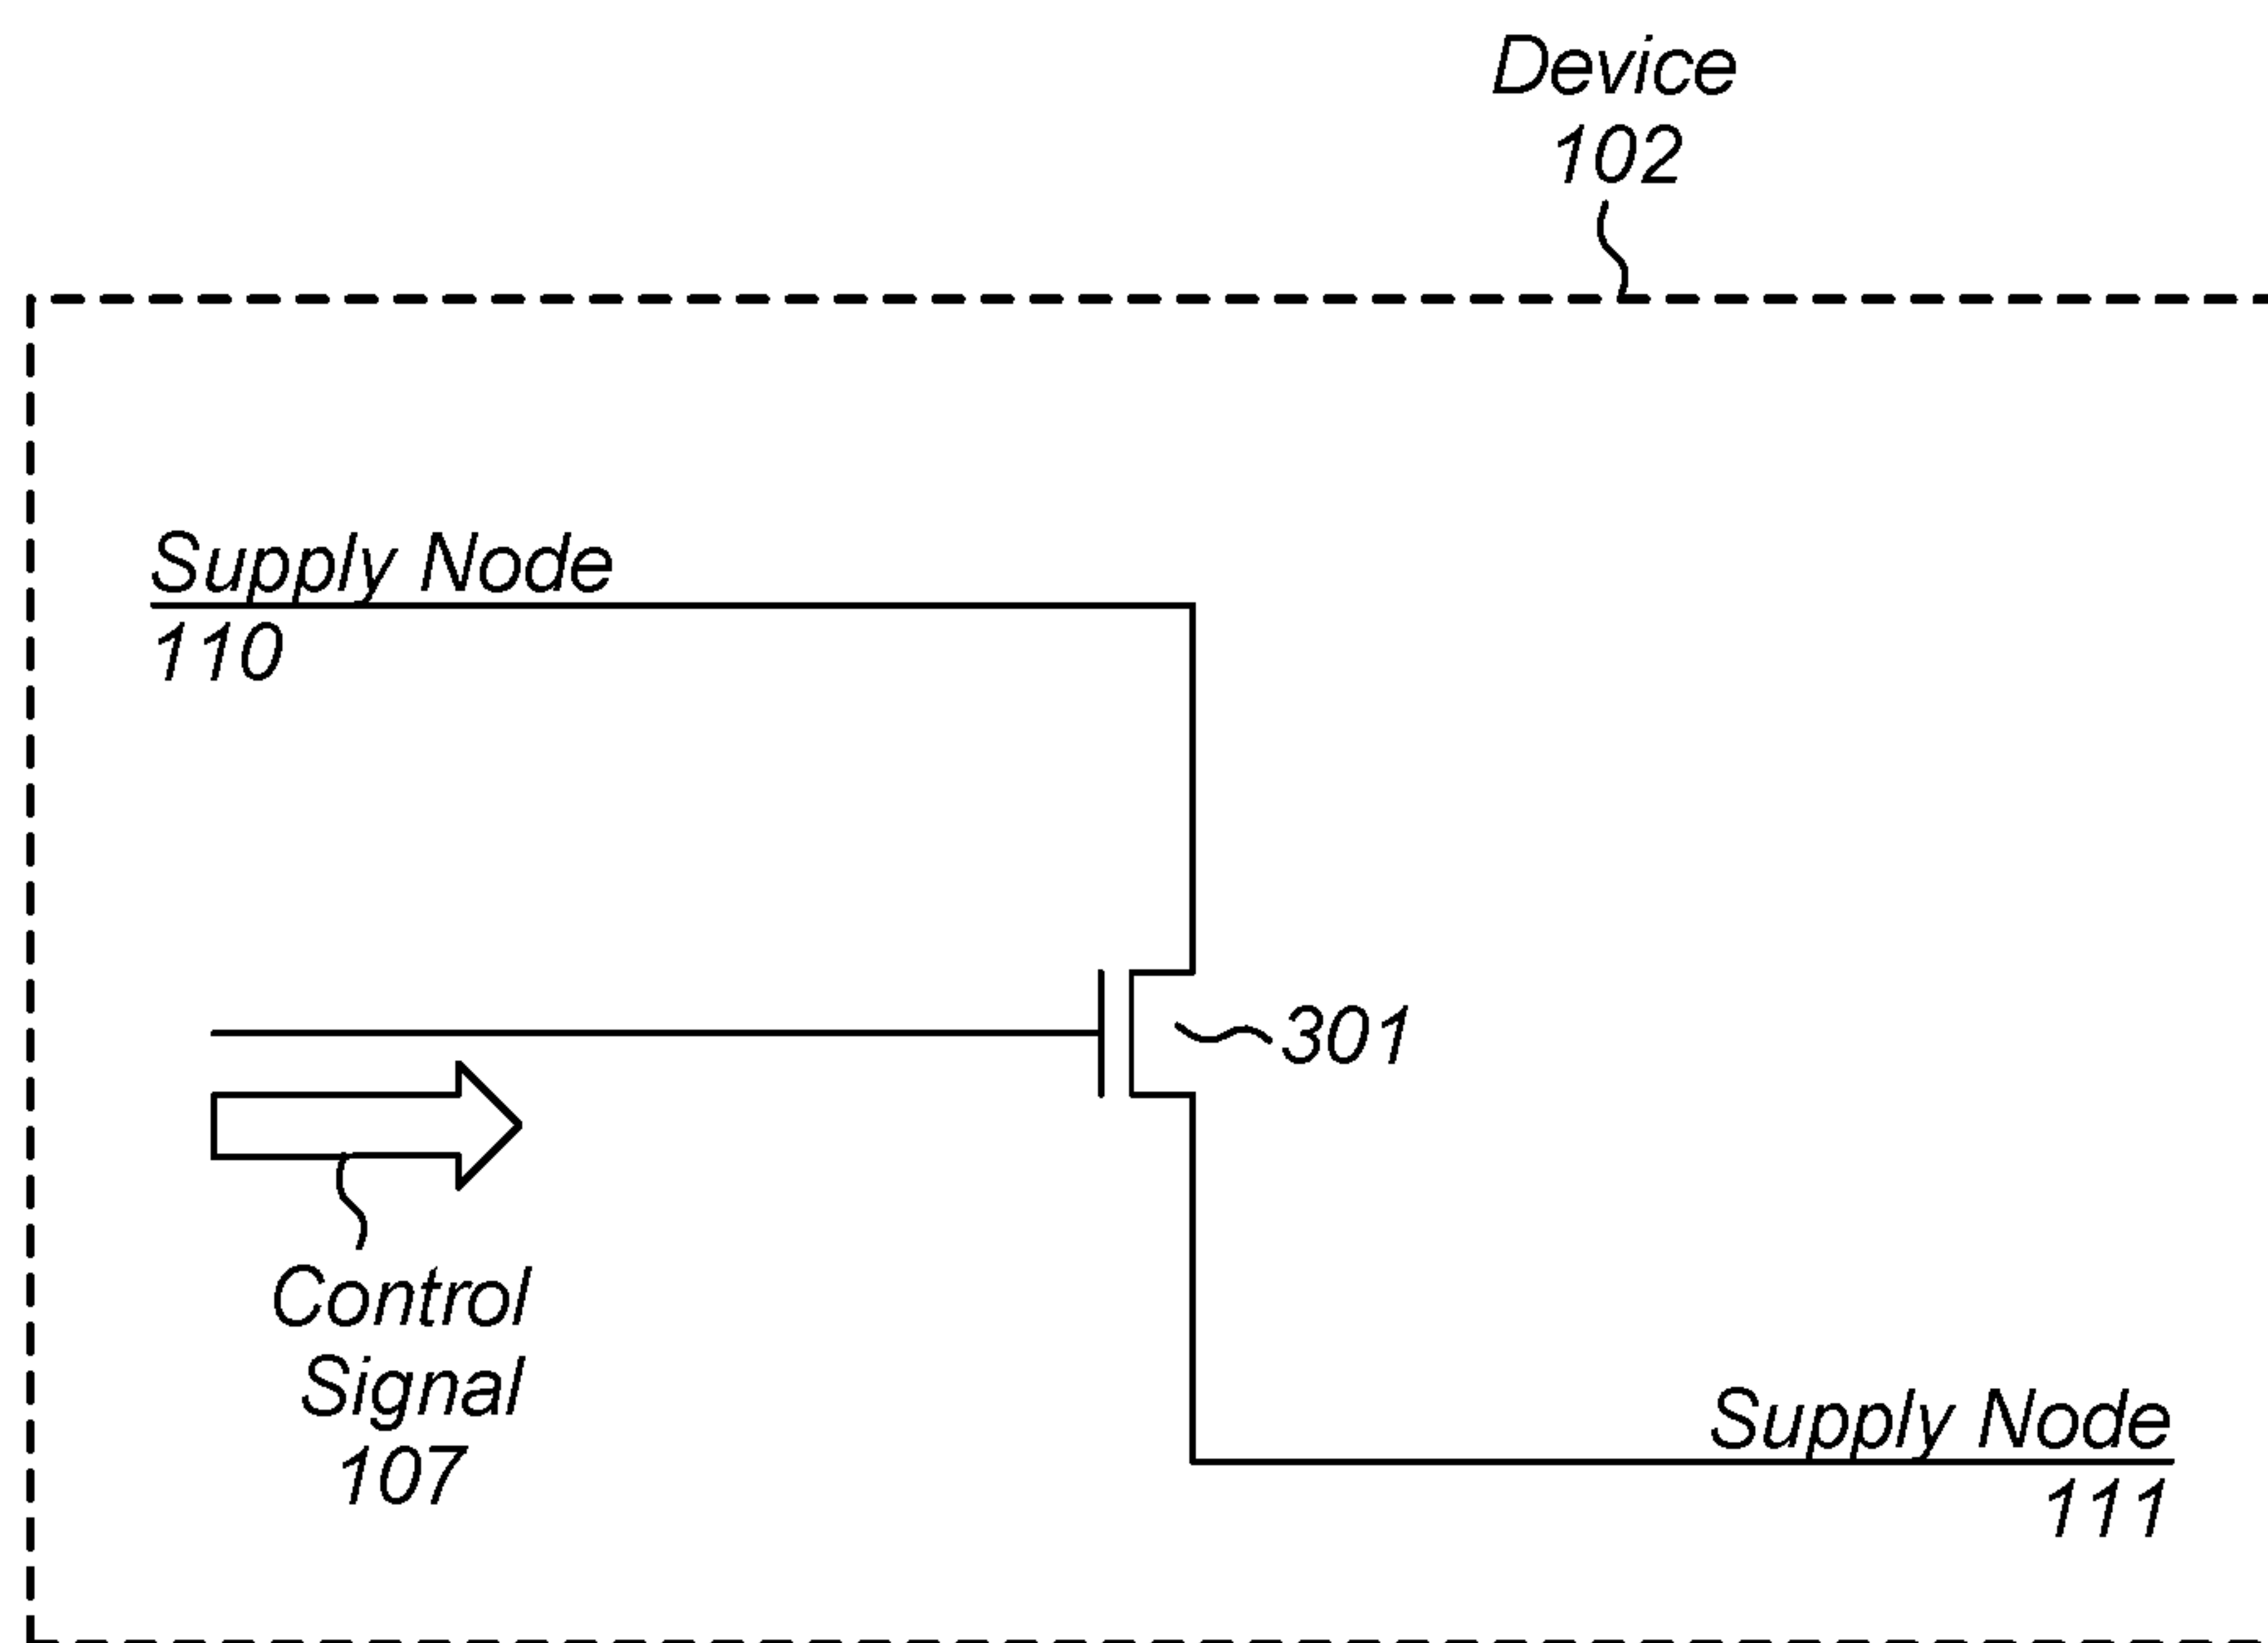 Device
102
Supply Node
110
301
Control
Signal
107
Supply Node
111